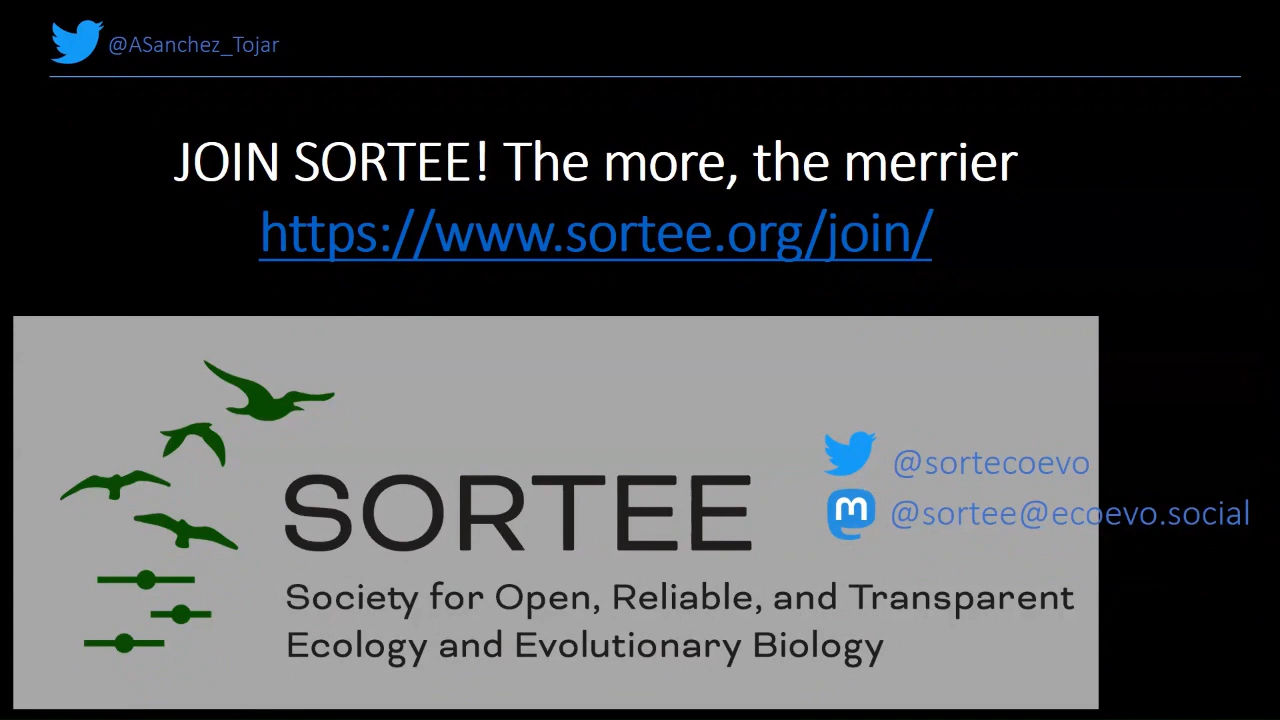 @ASanchez_Tojar
JOIN SORTEE! The more, the merrier
https://www.sortee.org/join/
@sortecoevo
@sortee@ecoevo.social
SORTEE
Society for Open, Reliable, and Transparent
Ecology and Evolutionary Biology